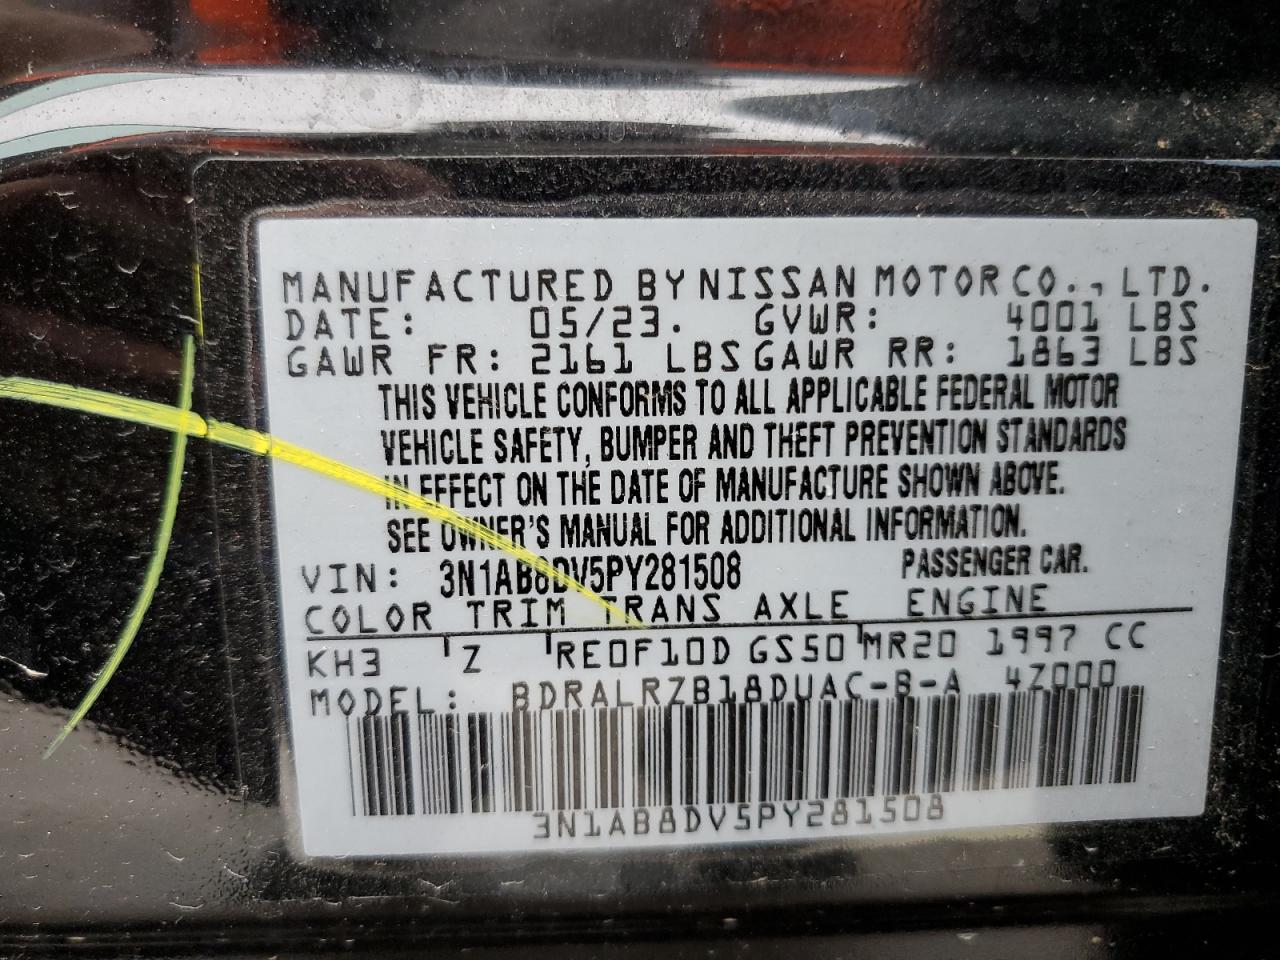 MANUFACTURED BY NISSAN MOTOR CO., LTD.
DATE: 05/23. GVWR: 4001 LBS
GAWR FR: 2161 LBS GAWR RR: 1863 LBS
THIS VEHICLE CONFORMS TO ALL APPLICABLE FEDERAL MOTOR
VEHICLE SAFETY, BUMPER AND THEFT PREVENTION STANDARDS
IN EFFECT ON THE DATE OF MANUFACTURE SHOWN ABOVE.
SEE OWNER'S MANUAL FOR ADDITIONAL INFORMATION.
VIN: 3N1AB8DV5PY281508 PASSENGER CAR.
COLOR TRIM TRANS AXLE ENGINE
KH3 Z RE0F10D GS50 MR20 1997 CC
MODEL: BDRALRZB18DUAC-B-A 4Z000
3N1AB8DV5PY281508